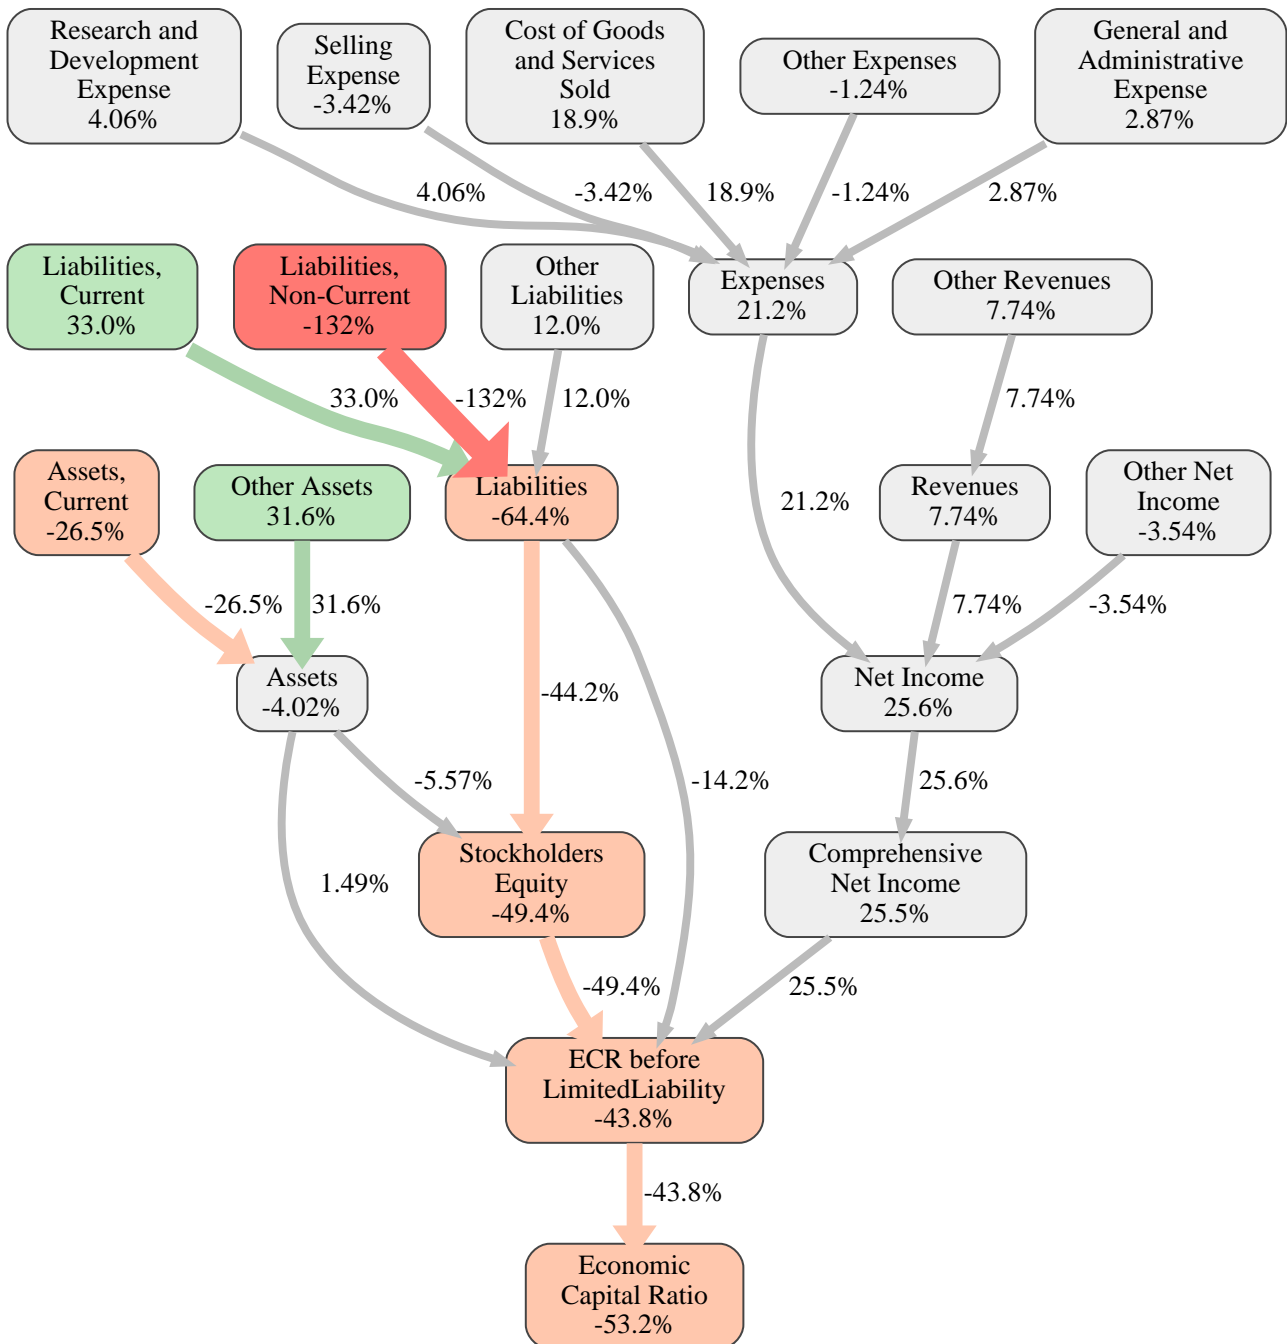 Research and
Development
Expense
4.06%
Selling
Expense
-3.42%
Cost of Goods
and Services
Sold
18.9%
Other Expenses
-1.24%
General and
Administrative
Expense
2.87%
4.06%
-3.42%
18.9%
-1.24%
2.87%
Liabilities,
Current
33.0%
Liabilities,
Non-Current
-132%
Other
Liabilities
12.0%
Expenses
21.2%
Other Revenues
7.74%
33.0%
-132%
12.0%
7.74%
Assets,
Current
-26.5%
Other Assets
31.6%
Liabilities
-64.4%
21.2%
Revenues
7.74%
Other Net
Income
-3.54%
-26.5%
31.6%
7.74%
-3.54%
Assets
-4.02%
-44.2%
Net Income
25.6%
-5.57%
-14.2%
25.6%
1.49%
Stockholders
Equity
-49.4%
Comprehensive
Net Income
25.5%
-49.4%
25.5%
ECR before
LimitedLiability
-43.8%
-43.8%
Economic
Capital Ratio
-53.2%